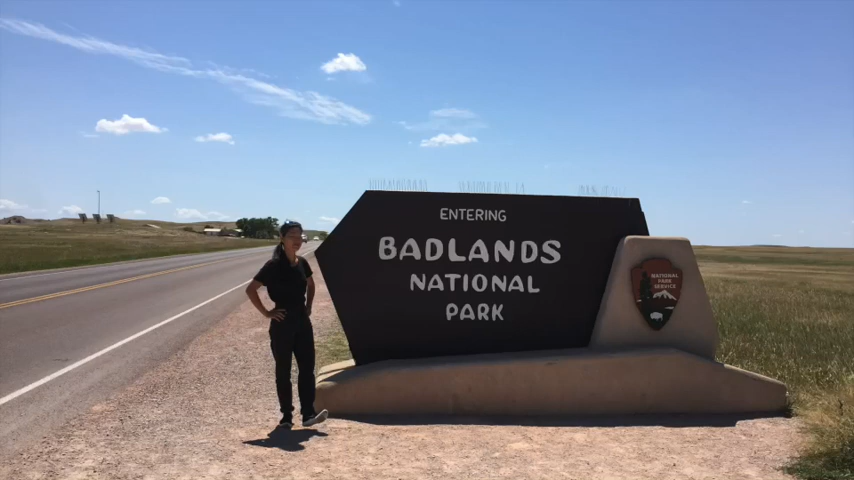 ENTERING
BADLANDS
NATIONAL
PARK
NATIONAL
PARK
SERVICE